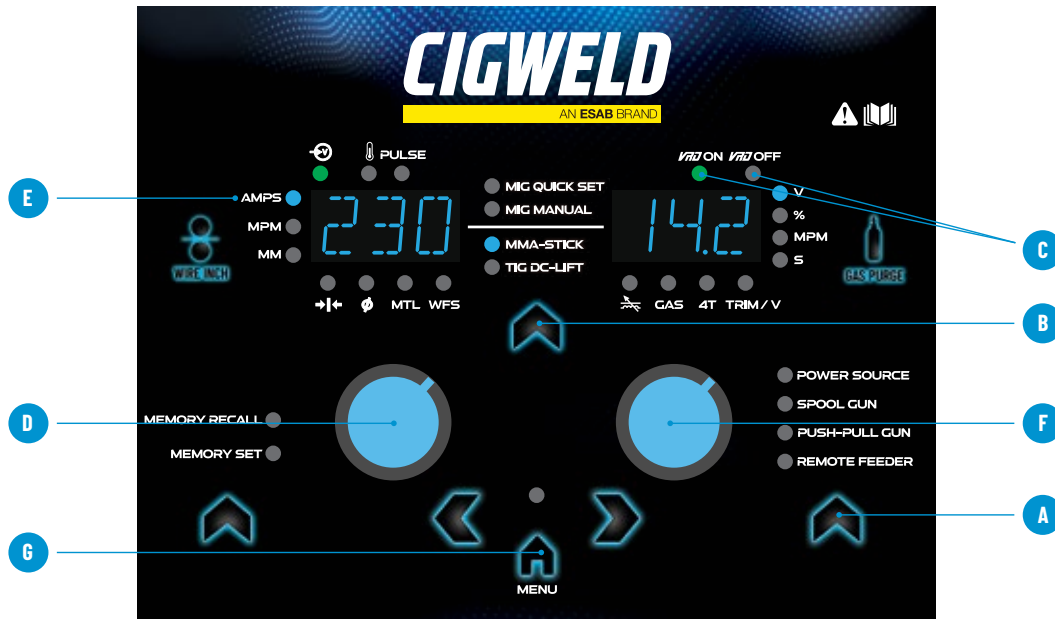 CIGWELD
AN ESAB BRAND
V
PULSE
VRD ON VRD OFF
E
AMPS
MPM
MM
230
MIG QUICK SET
MIG MANUAL
MMA-STICK
TIG DC-LIFT
14.2
V
%
MPM
S
C
WIRE INCH
GAS PURGE
MTL WFS
GAS 4T TRIM / V
B
D
MEMORY RECALL
MEMORY SET
POWER SOURCE
SPOOL GUN
PUSH-PULL GUN
REMOTE FEEDER
F
A
G
MENU